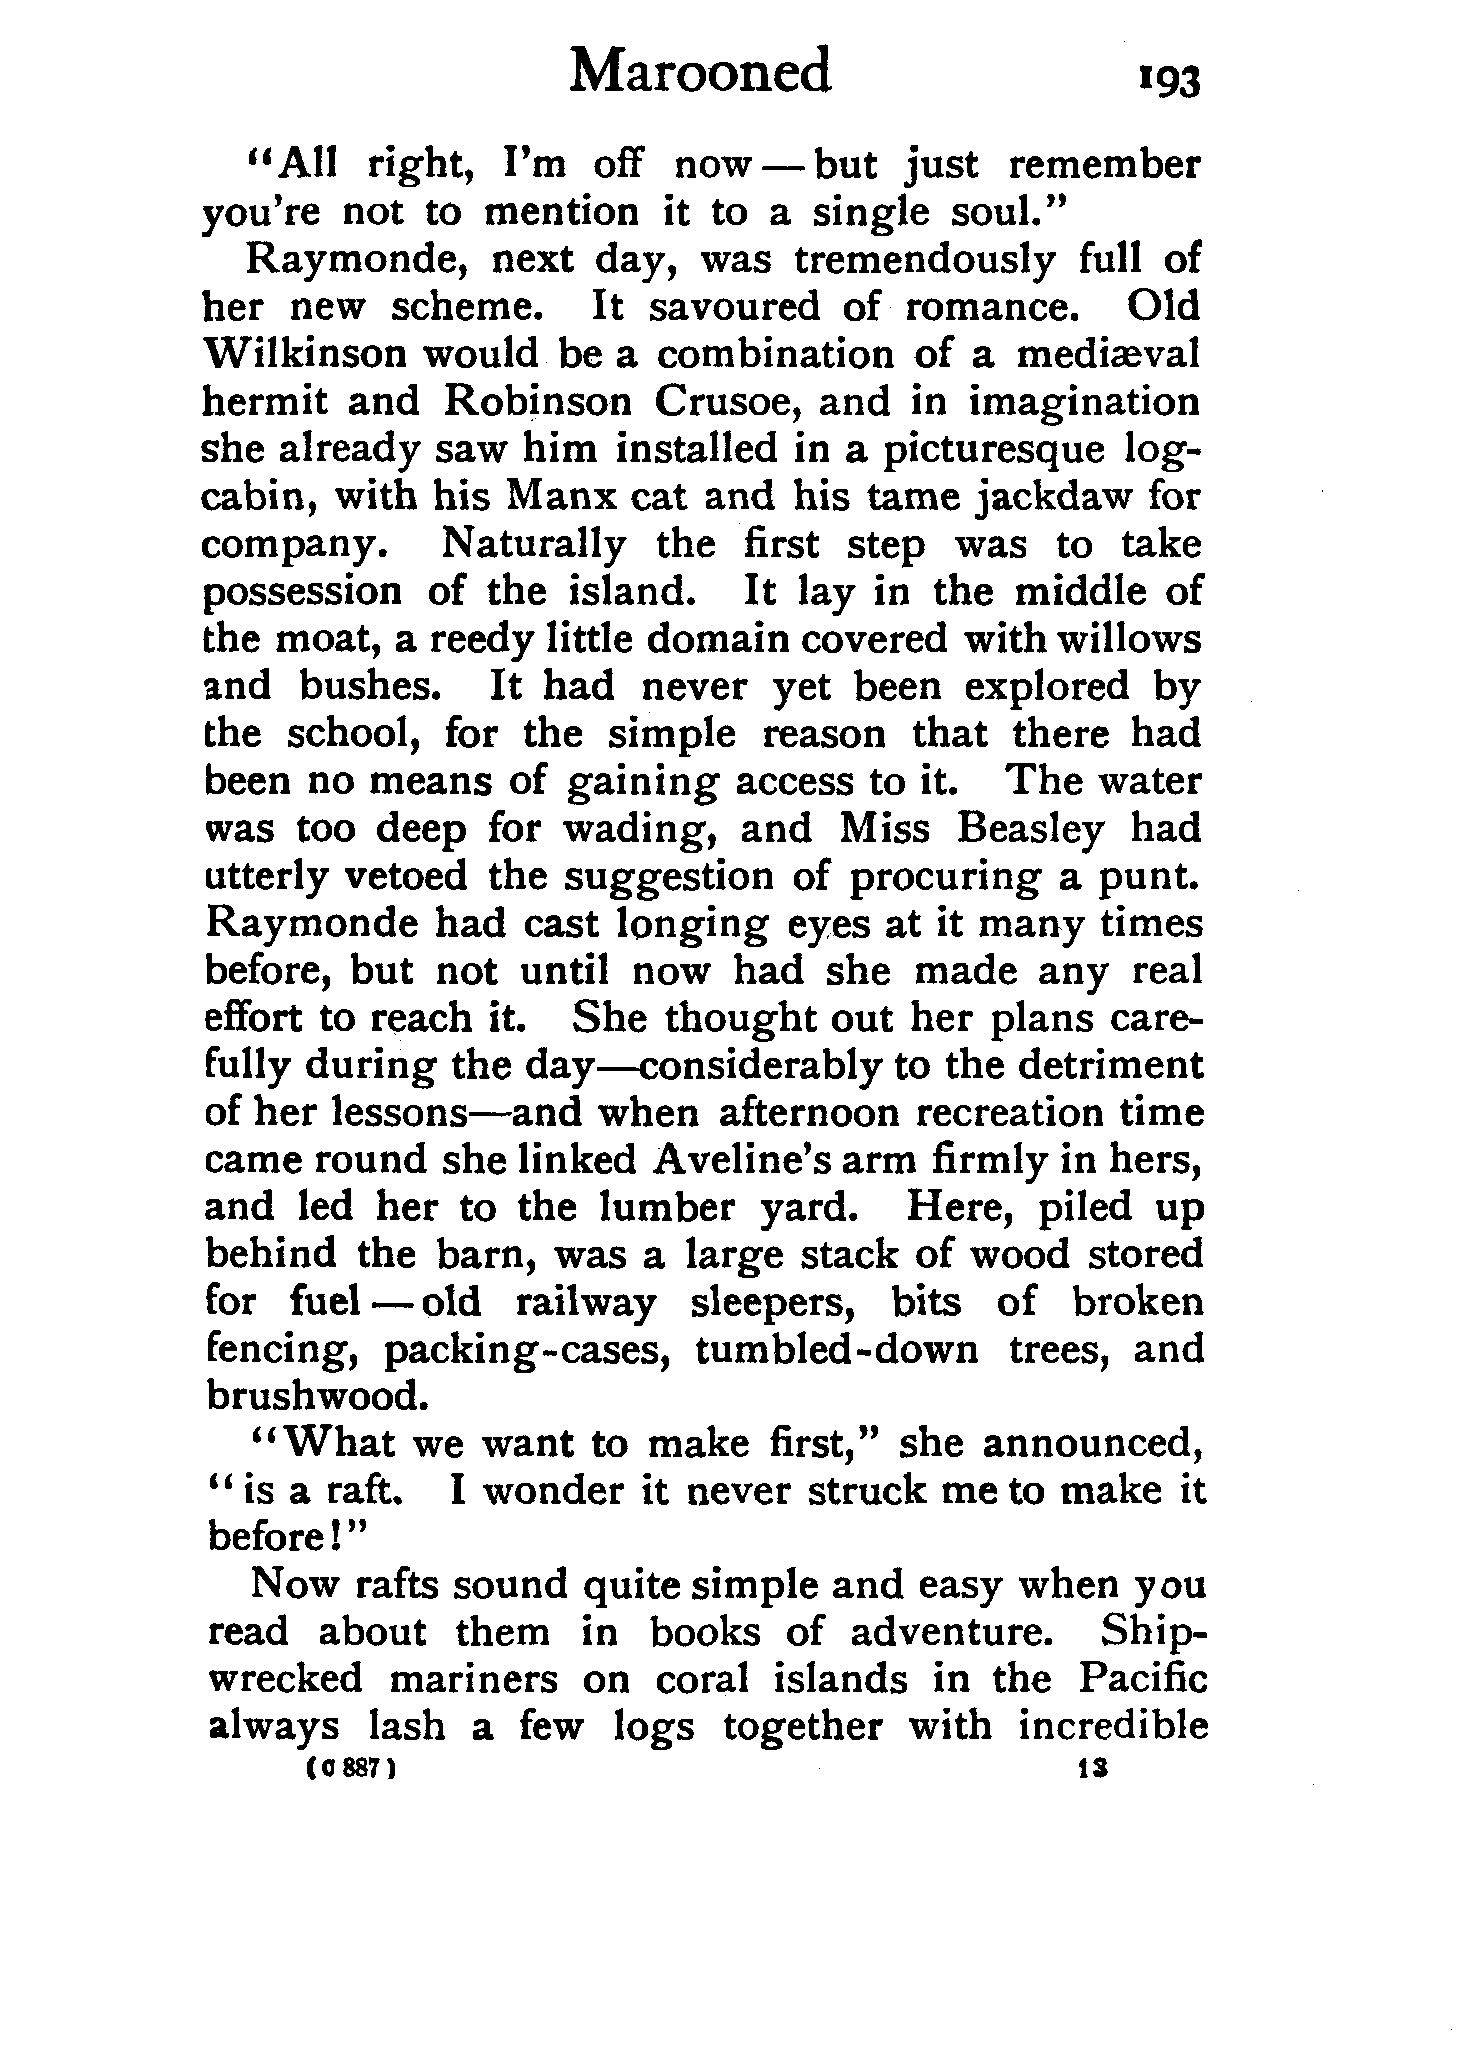 Marooned 193
"All right, I'm off now — but just remember
you're not to mention it to a single soul."
Raymonde, next day, was tremendously full of
her new scheme. It savoured of romance. Old
Wilkinson would be a combination of a mediæval
hermit and Robinson Crusoe, and in imagination
she already saw him installed in a picturesque log-
cabin, with his Manx cat and his tame jackdaw for
company. Naturally the first step was to take
possession of the island. It lay in the middle of
the moat, a reedy little domain covered with willows
and bushes. It had never yet been explored by
the school, for the simple reason that there had
been no means of gaining access to it. The water
was too deep for wading, and Miss Beasley had
utterly vetoed the suggestion of procuring a punt.
Raymonde had cast longing eyes at it many times
before, but not until now had she made any real
effort to reach it. She thought out her plans care-
fully during the day—considerably to the detriment
of her lessons—and when afternoon recreation time
came round she linked Aveline's arm firmly in hers,
and led her to the lumber yard. Here, piled up
behind the barn, was a large stack of wood stored
for fuel — old railway sleepers, bits of broken
fencing, packing-cases, tumbled-down trees, and
brushwood.
"What we want to make first," she announced,
"is a raft. I wonder it never struck me to make it
before!"
Now rafts sound quite simple and easy when you
read about them in books of adventure. Ship-
wrecked mariners on coral islands in the Pacific
always lash a few logs together with incredible
(C 887) 13